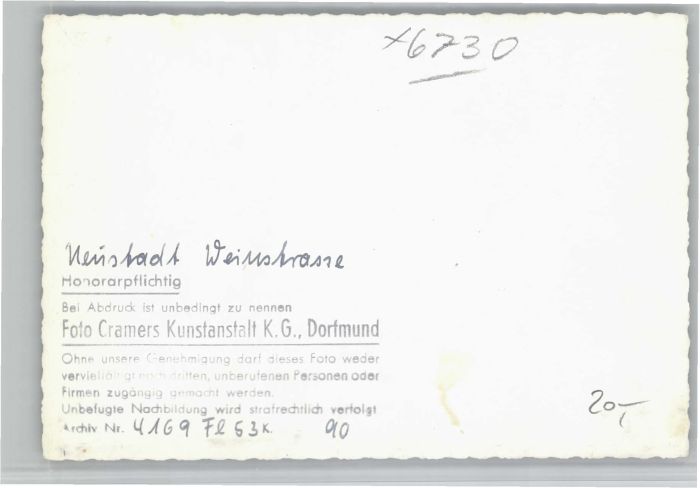 x6730
Neustadt Weinstrasse
Honorarpflichtig
Bei Abdruck ist unbedingt zu nennen
Foto Cramers Kunstanstalt K.G., Dortmund
Ohne unsere Genehmigung darf dieses Foto weder
vervielfältigt noch dritten, unberufenen Personen oder
Firmen zugängig gemacht werden.
Unbefugte Nachbildung wird strafrechtlich verfolgt
Archiv Nr. 4169 Fl 63 K. 90
20,-